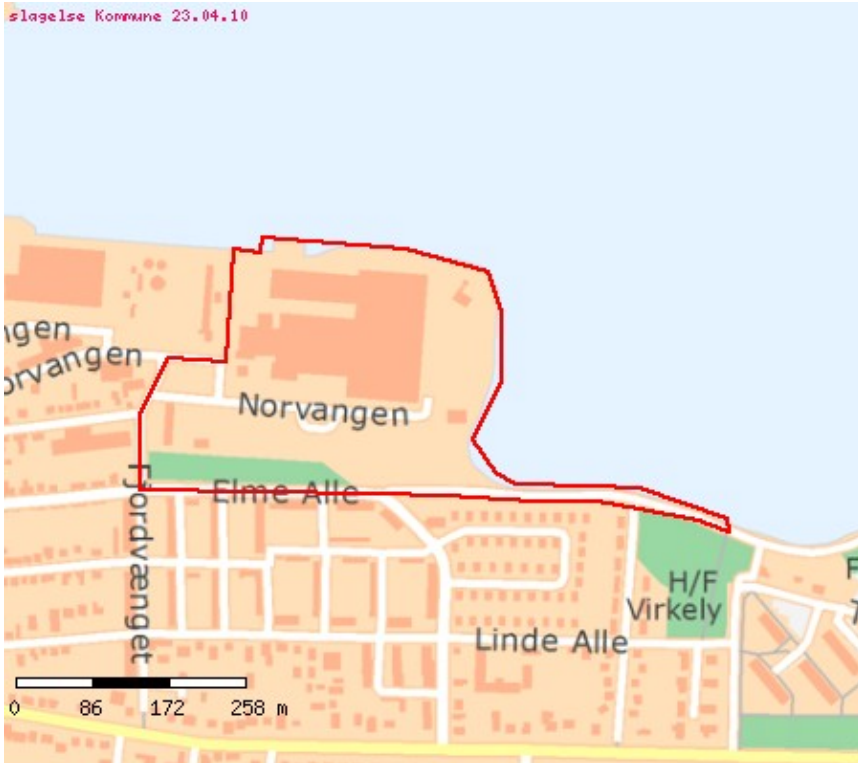 slagelse Kommune 23.04.10
ngen
orvangen
Norvangen
Fjordvænget
Elme Alle
H/F
Virkely
Linde Alle
F
0 86 172 258 m